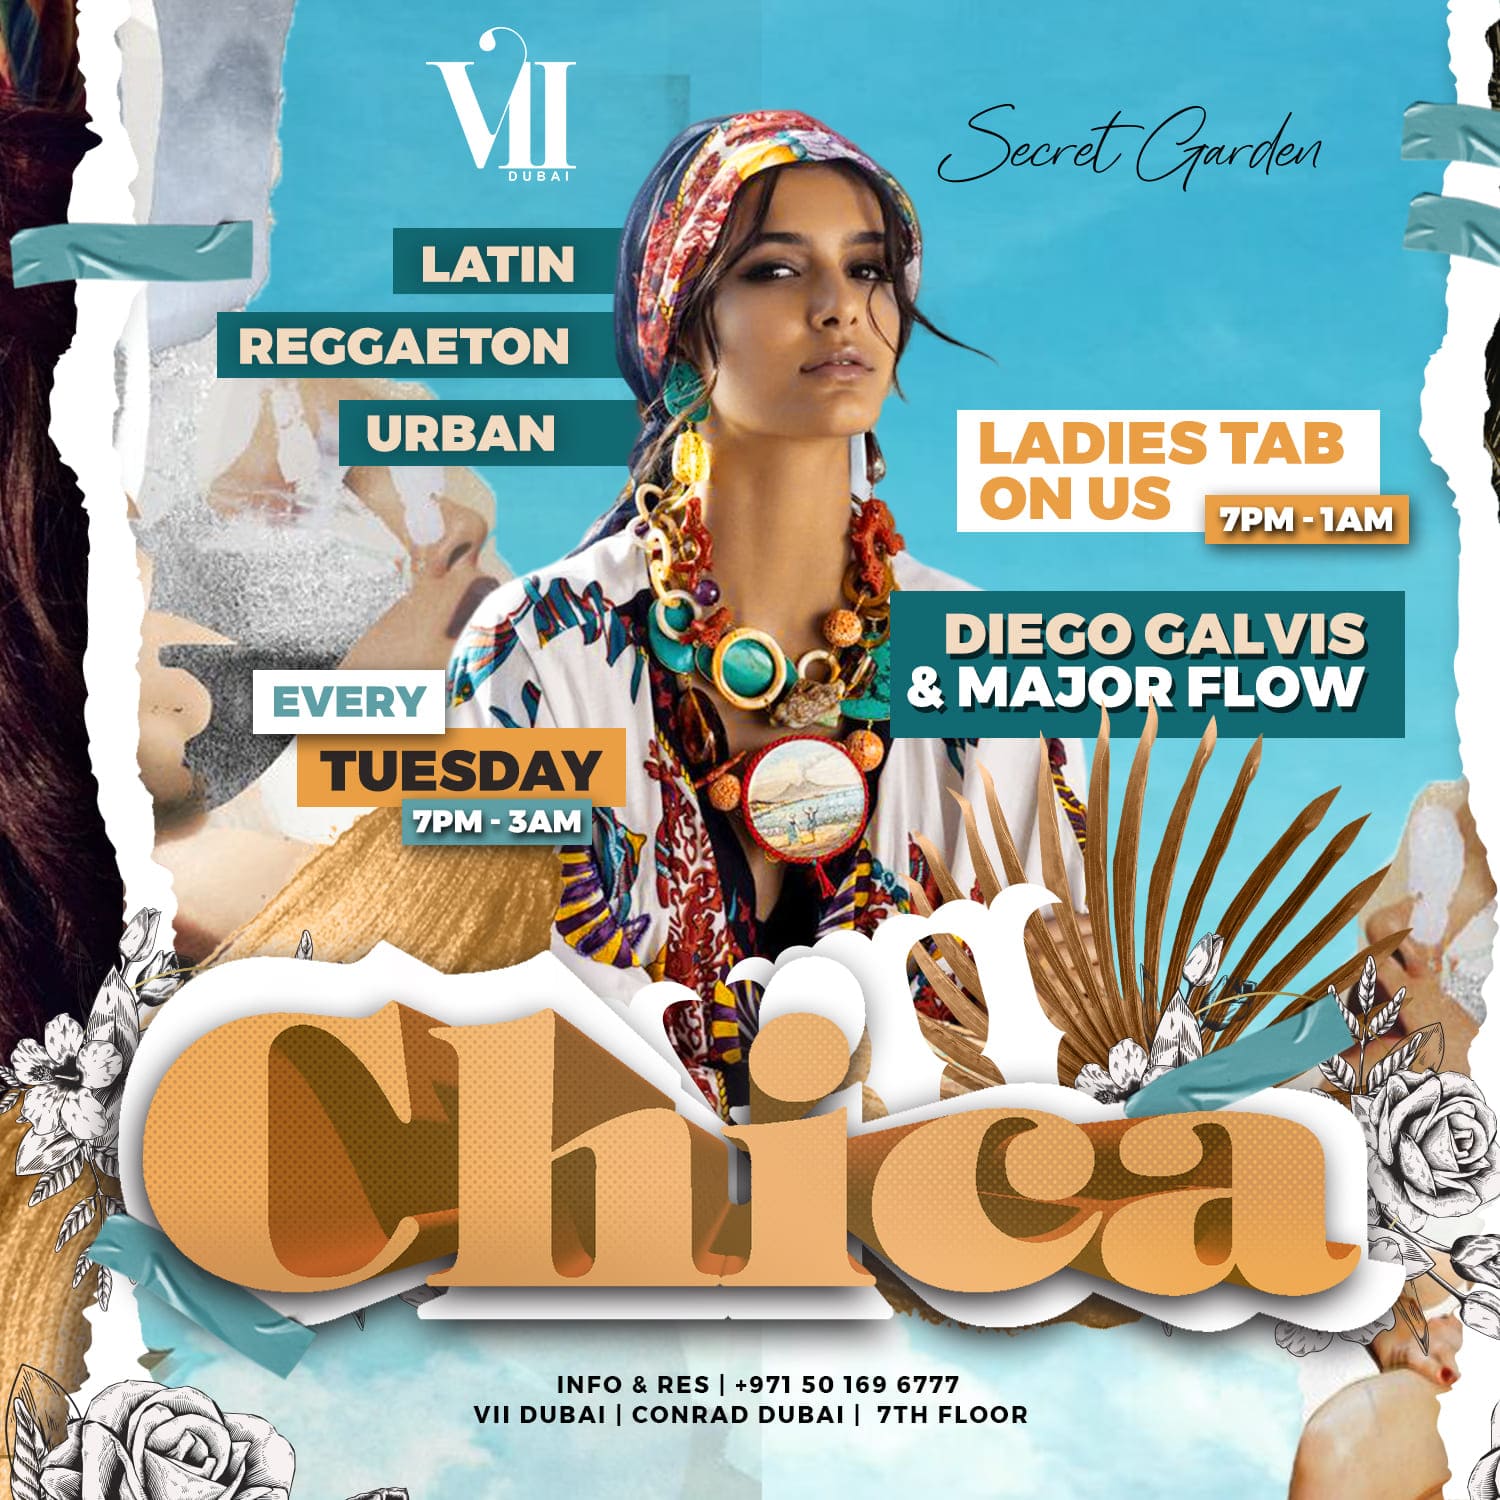 VII
DUBAI
Secret Garden
LATIN
REGGAETON
URBAN
LADIES TAB
ON US
7PM - 1AM
DIEGO GALVIS
& MAJOR FLOW
EVERY
TUESDAY
7PM - 3AM
Chica
INFO & RES | +971 50 169 6777
VII DUBAI | CONRAD DUBAI | 7TH FLOOR